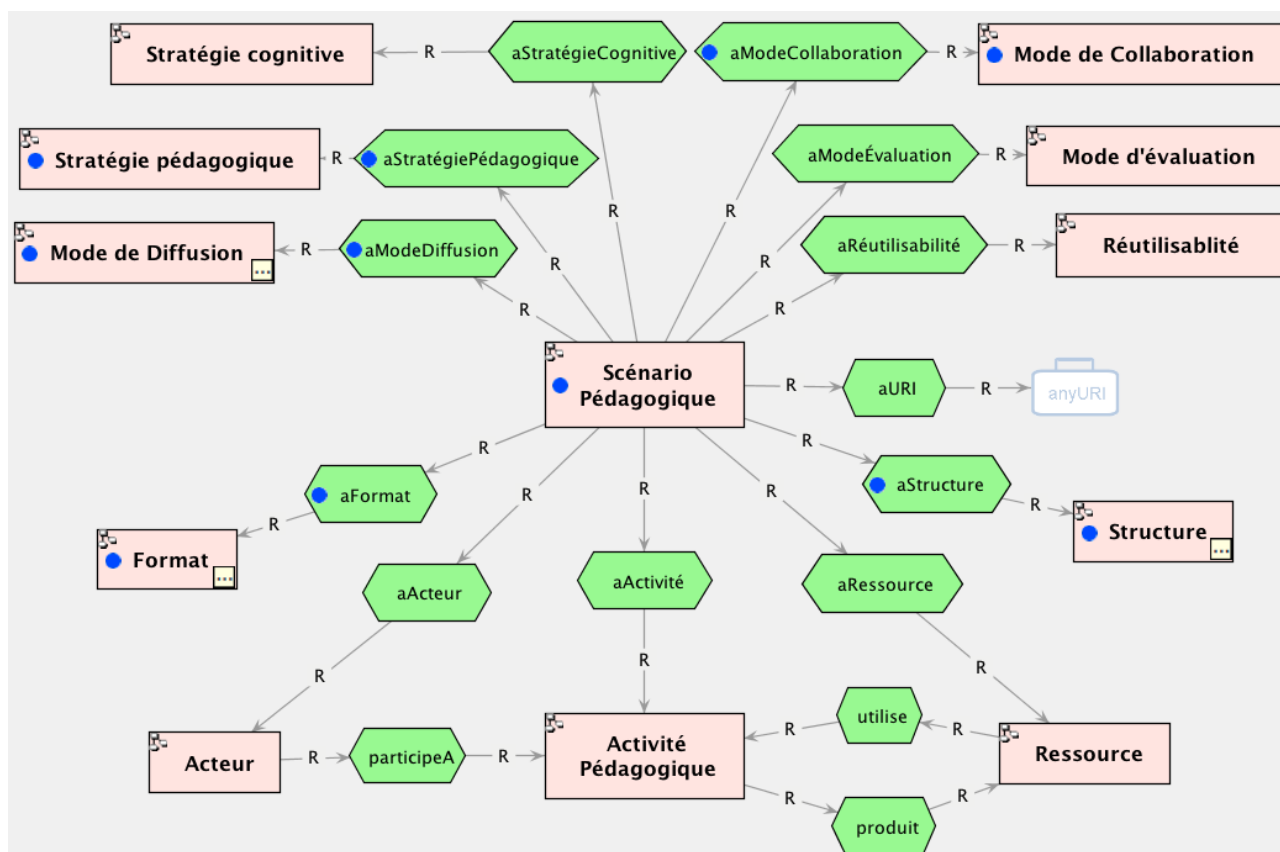 Stratégie cognitive
R
aStratégieCognitive
aModeCollaboration
R
Mode de Collaboration
Stratégie pédagogique
R
aStratégiePédagogique
aModeÉvaluation
R
Mode d'évaluation
R
R
Mode de Diffusion
...
R
aModeDiffusion
R
R
aRéutilisabilité
R
Réutilisablité
R
R
Scénario
Pédagogique
R
aURI
R
anyURI
R
R
aFormat
R
R
R
aStructure
R
Structure
...
R
Format
...
aActeur
aActivité
aRessource
R
R
R
Acteur
R
participeA
R
Activité
Pédagogique
R
utilise
R
Ressource
R
produit
R